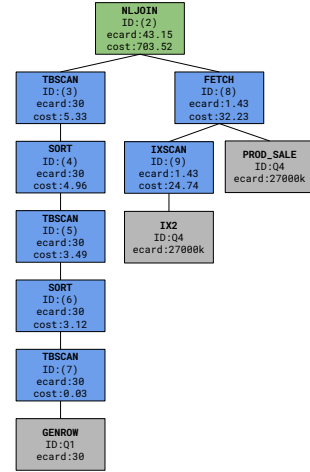 NLJOIN
ID:(2)
ecard:43.15
cost:703.52
TBSCAN
ID:(3)
ecard:30
cost:5.33
FETCH
ID:(8)
ecard:1.43
cost:32.23
SORT
ID:(4)
ecard:30
cost:4.96
IXSCAN
ID:(9)
ecard:1.43
cost:24.74
PROD_SALE
ID:Q4
ecard:27000k
TBSCAN
ID:(5)
ecard:30
cost:3.49
IX2
ID:Q4
ecard:27000k
SORT
ID:(6)
ecard:30
cost:3.12
TBSCAN
ID:(7)
ecard:30
cost:0.03
GENROW
ID:Q1
ecard:30